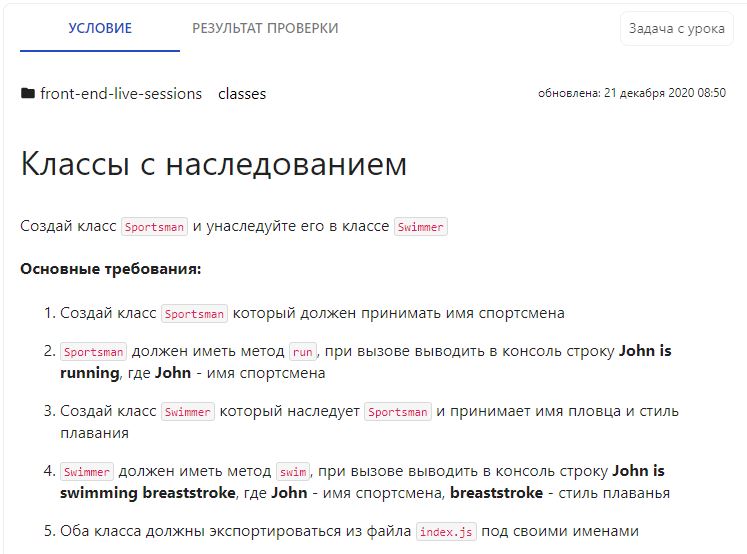 УСЛОВИЕ РЕЗУЛЬТАТ ПРОВЕРКИ Задача с урока
front-end-live-sessions classes обновлена: 21 декабря 2020 08:50
Классы с наследованием
Создай класс Sportsman и унаследуйте его в классе Swimmer
Основные требования:
1. Создай класс Sportsman который должен принимать имя спортсмена
2. Sportsman должен иметь метод run, при вызове выводить в консоль строку John is
running, где John - имя спортсмена
3. Создай класс Swimmer который наследует Sportsman и принимает имя пловца и стиль
плавания
4. Swimmer должен иметь метод swim, при вызове выводить в консоль строку John is
swimming breaststroke, где John - имя спортсмена, breaststroke - стиль плаванья
5. Оба класса должны экспортироваться из файла index.js под своими именами